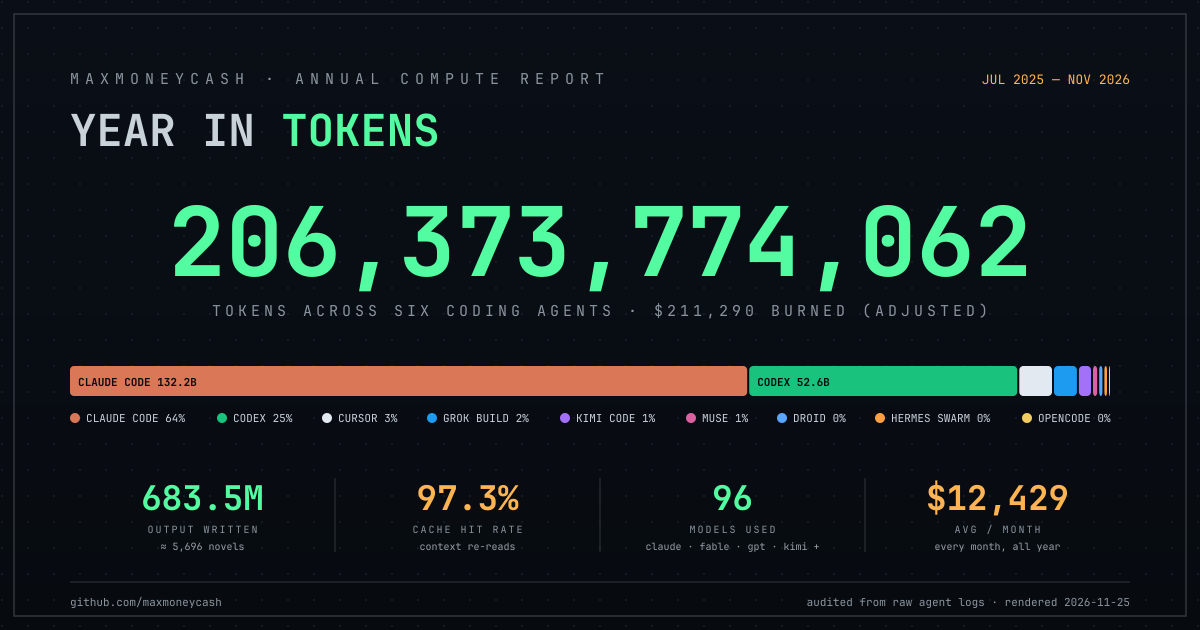 MAXMONEYCASH · ANNUAL COMPUTE REPORT
JUL 2025 — NOV 2026
YEAR IN TOKENS
206,373,774,062
TOKENS ACROSS SIX CODING AGENTS · $211,290 BURNED (ADJUSTED)
CLAUDE CODE 132.2B
CODEX 52.6B
CLAUDE CODE 64%
CODEX 25%
CURSOR 3%
GROK BUILD 2%
KIMI CODE 1%
MUSE 1%
DROID 0%
HERMES SWARM 0%
OPENCODE 0%
683.5M
OUTPUT WRITTEN
≈ 5,696 novels
97.3%
CACHE HIT RATE
context re-reads
96
MODELS USED
claude · fable · gpt · kimi +
$12,429
AVG / MONTH
every month, all year
github.com/maxmoneycash
audited from raw agent logs · rendered 2026-11-25